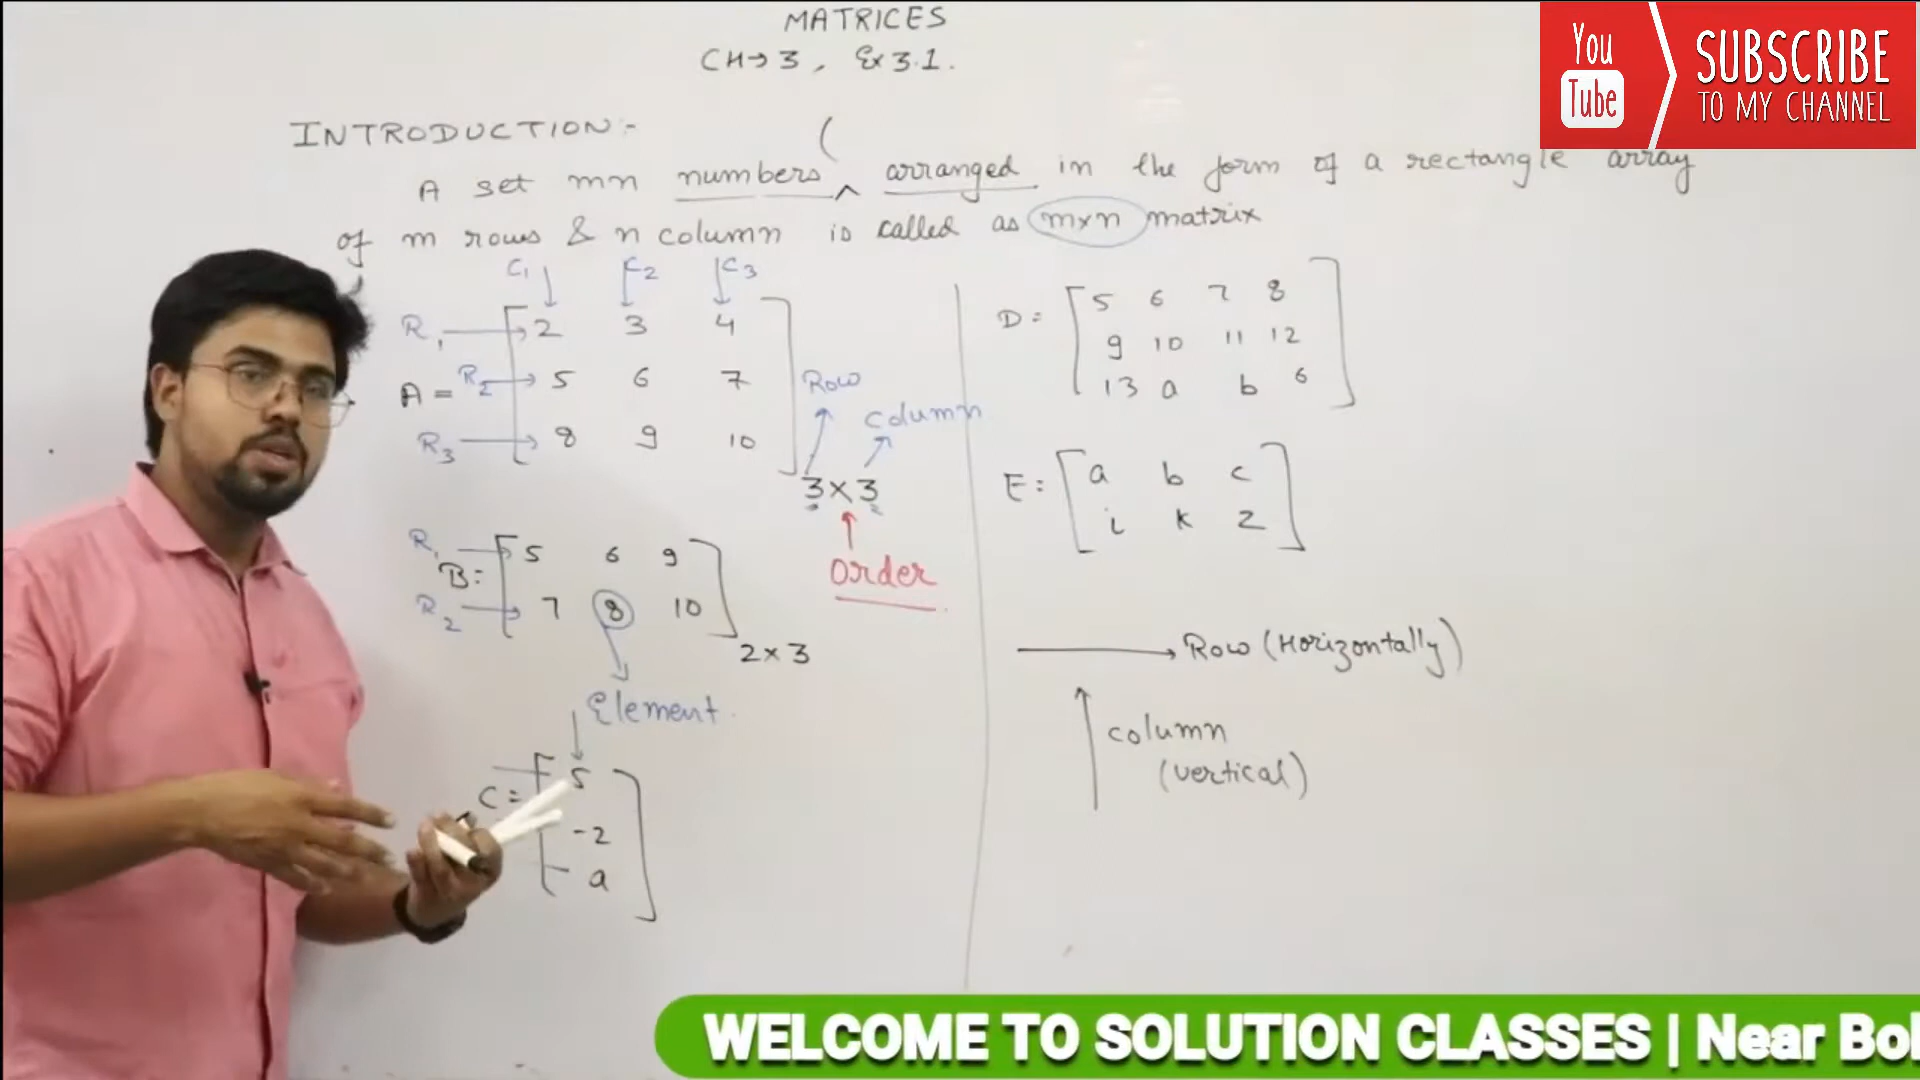 MATRICES
CH→3, Ex 3.1.
You Tube
SUBSCRIBE
TO MY CHANNEL
INTRODUCTION:-
(
A set mn numbers ^ arranged in the form of a rectangle array
of m rows & n column is called as m×n matrix
C1 C2 C3
R1 2 3 4
A = R2 5 6 7
R3 8 9 10
Row
column
3×3
Order
R1 5 6 9
B =
R2 7 8 10
2×3
Element.
C = 5
-2
a
D = 5 6 7 8
9 10 11 12
13 a b 6
E = a b c
i k z
Row (Horizontally)
column
(vertical)
WELCOME TO SOLUTION CLASSES | Near